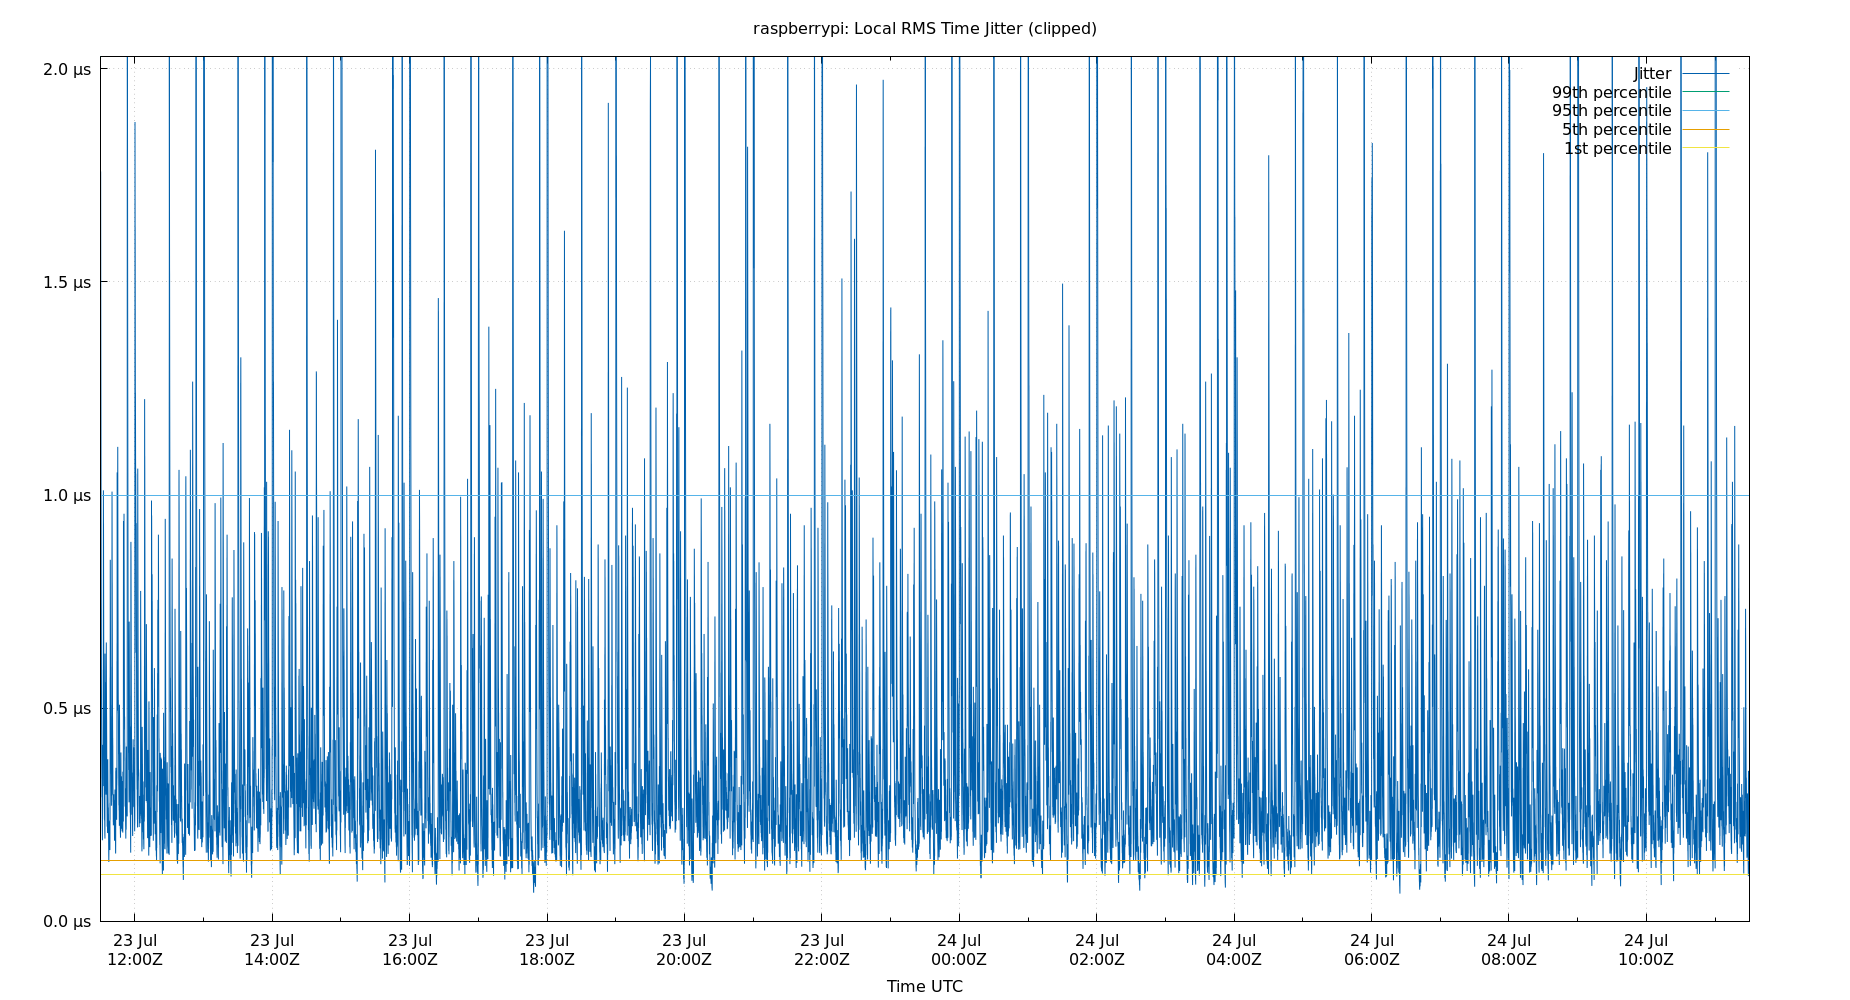 raspberrypi: Local RMS Time Jitter (clipped)
2.0 μs
1.5 μs
1.0 μs
0.5 μs
0.0 μs
Jitter
99th percentile
95th percentile
5th percentile
1st percentile
23 Jul 23 Jul 23 Jul 23 Jul 23 Jul 23 Jul 24 Jul 24 Jul 24 Jul 24 Jul 24 Jul 24 Jul
12:00Z 14:00Z 16:00Z 18:00Z 20:00Z 22:00Z 00:00Z 02:00Z 04:00Z 06:00Z 08:00Z 10:00Z
Time UTC